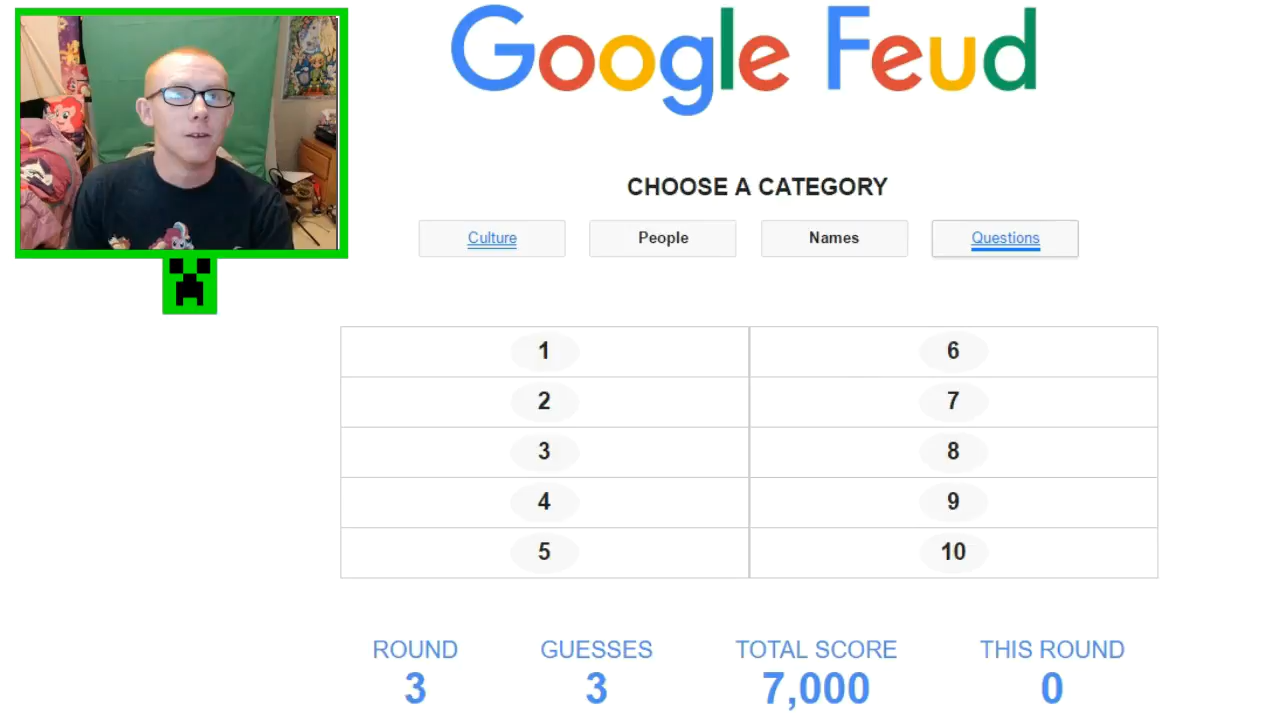 Google Feud
CHOOSE A CATEGORY
Culture People Names Questions
1 6
2 7
3 8
4 9
5 10
ROUND GUESSES TOTAL SCORE THIS ROUND
3 3 7,000 0